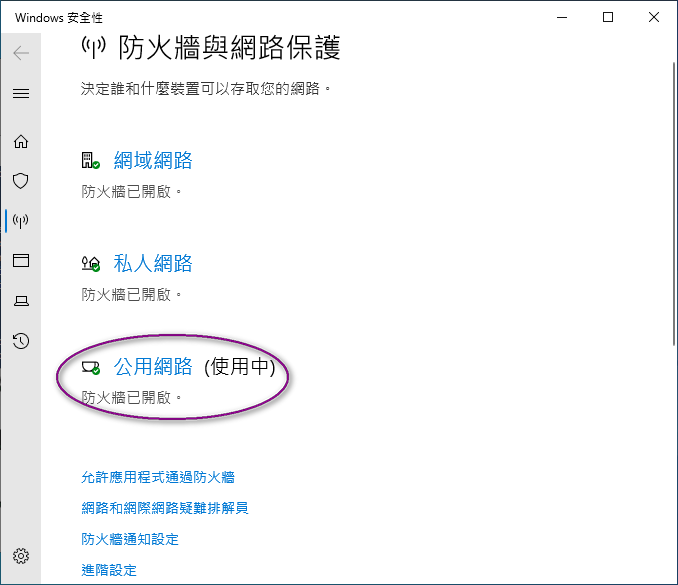 Windows 安全性
防火牆與網路保護
決定誰和什麼裝置可以存取您的網路。
網域網路
防火牆已開啟。
私人網路
防火牆已開啟。
公用網路 (使用中)
防火牆已開啟。
允許應用程式通過防火牆
網路和網際網路疑難排解員
防火牆通知設定
進階設定